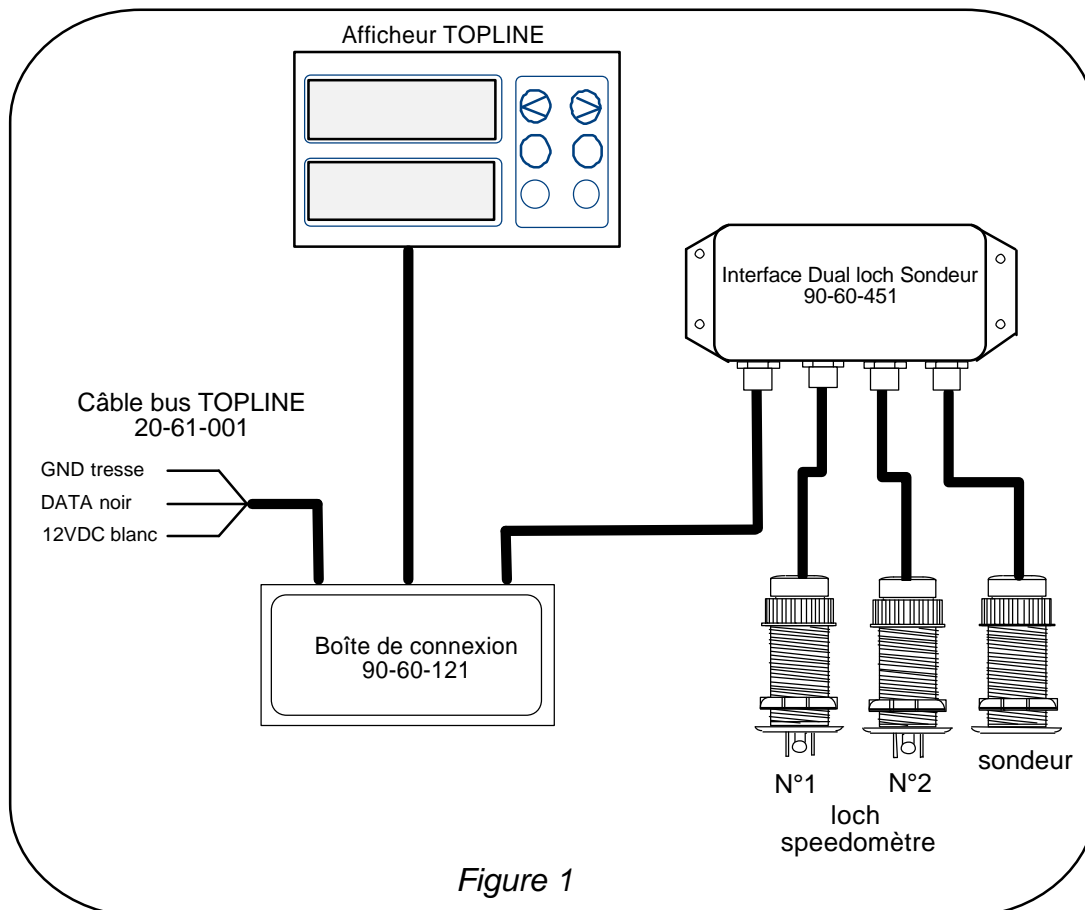 Afficheur TOPLINE
Interface Dual loch Sondeur
90-60-451
Câble bus TOPLINE
20-61-001
GND tresse
DATA noir
12VDC blanc
Boîte de connexion
90-60-121
N°1
N°2
sondeur
loch
speedomètre
Figure 1